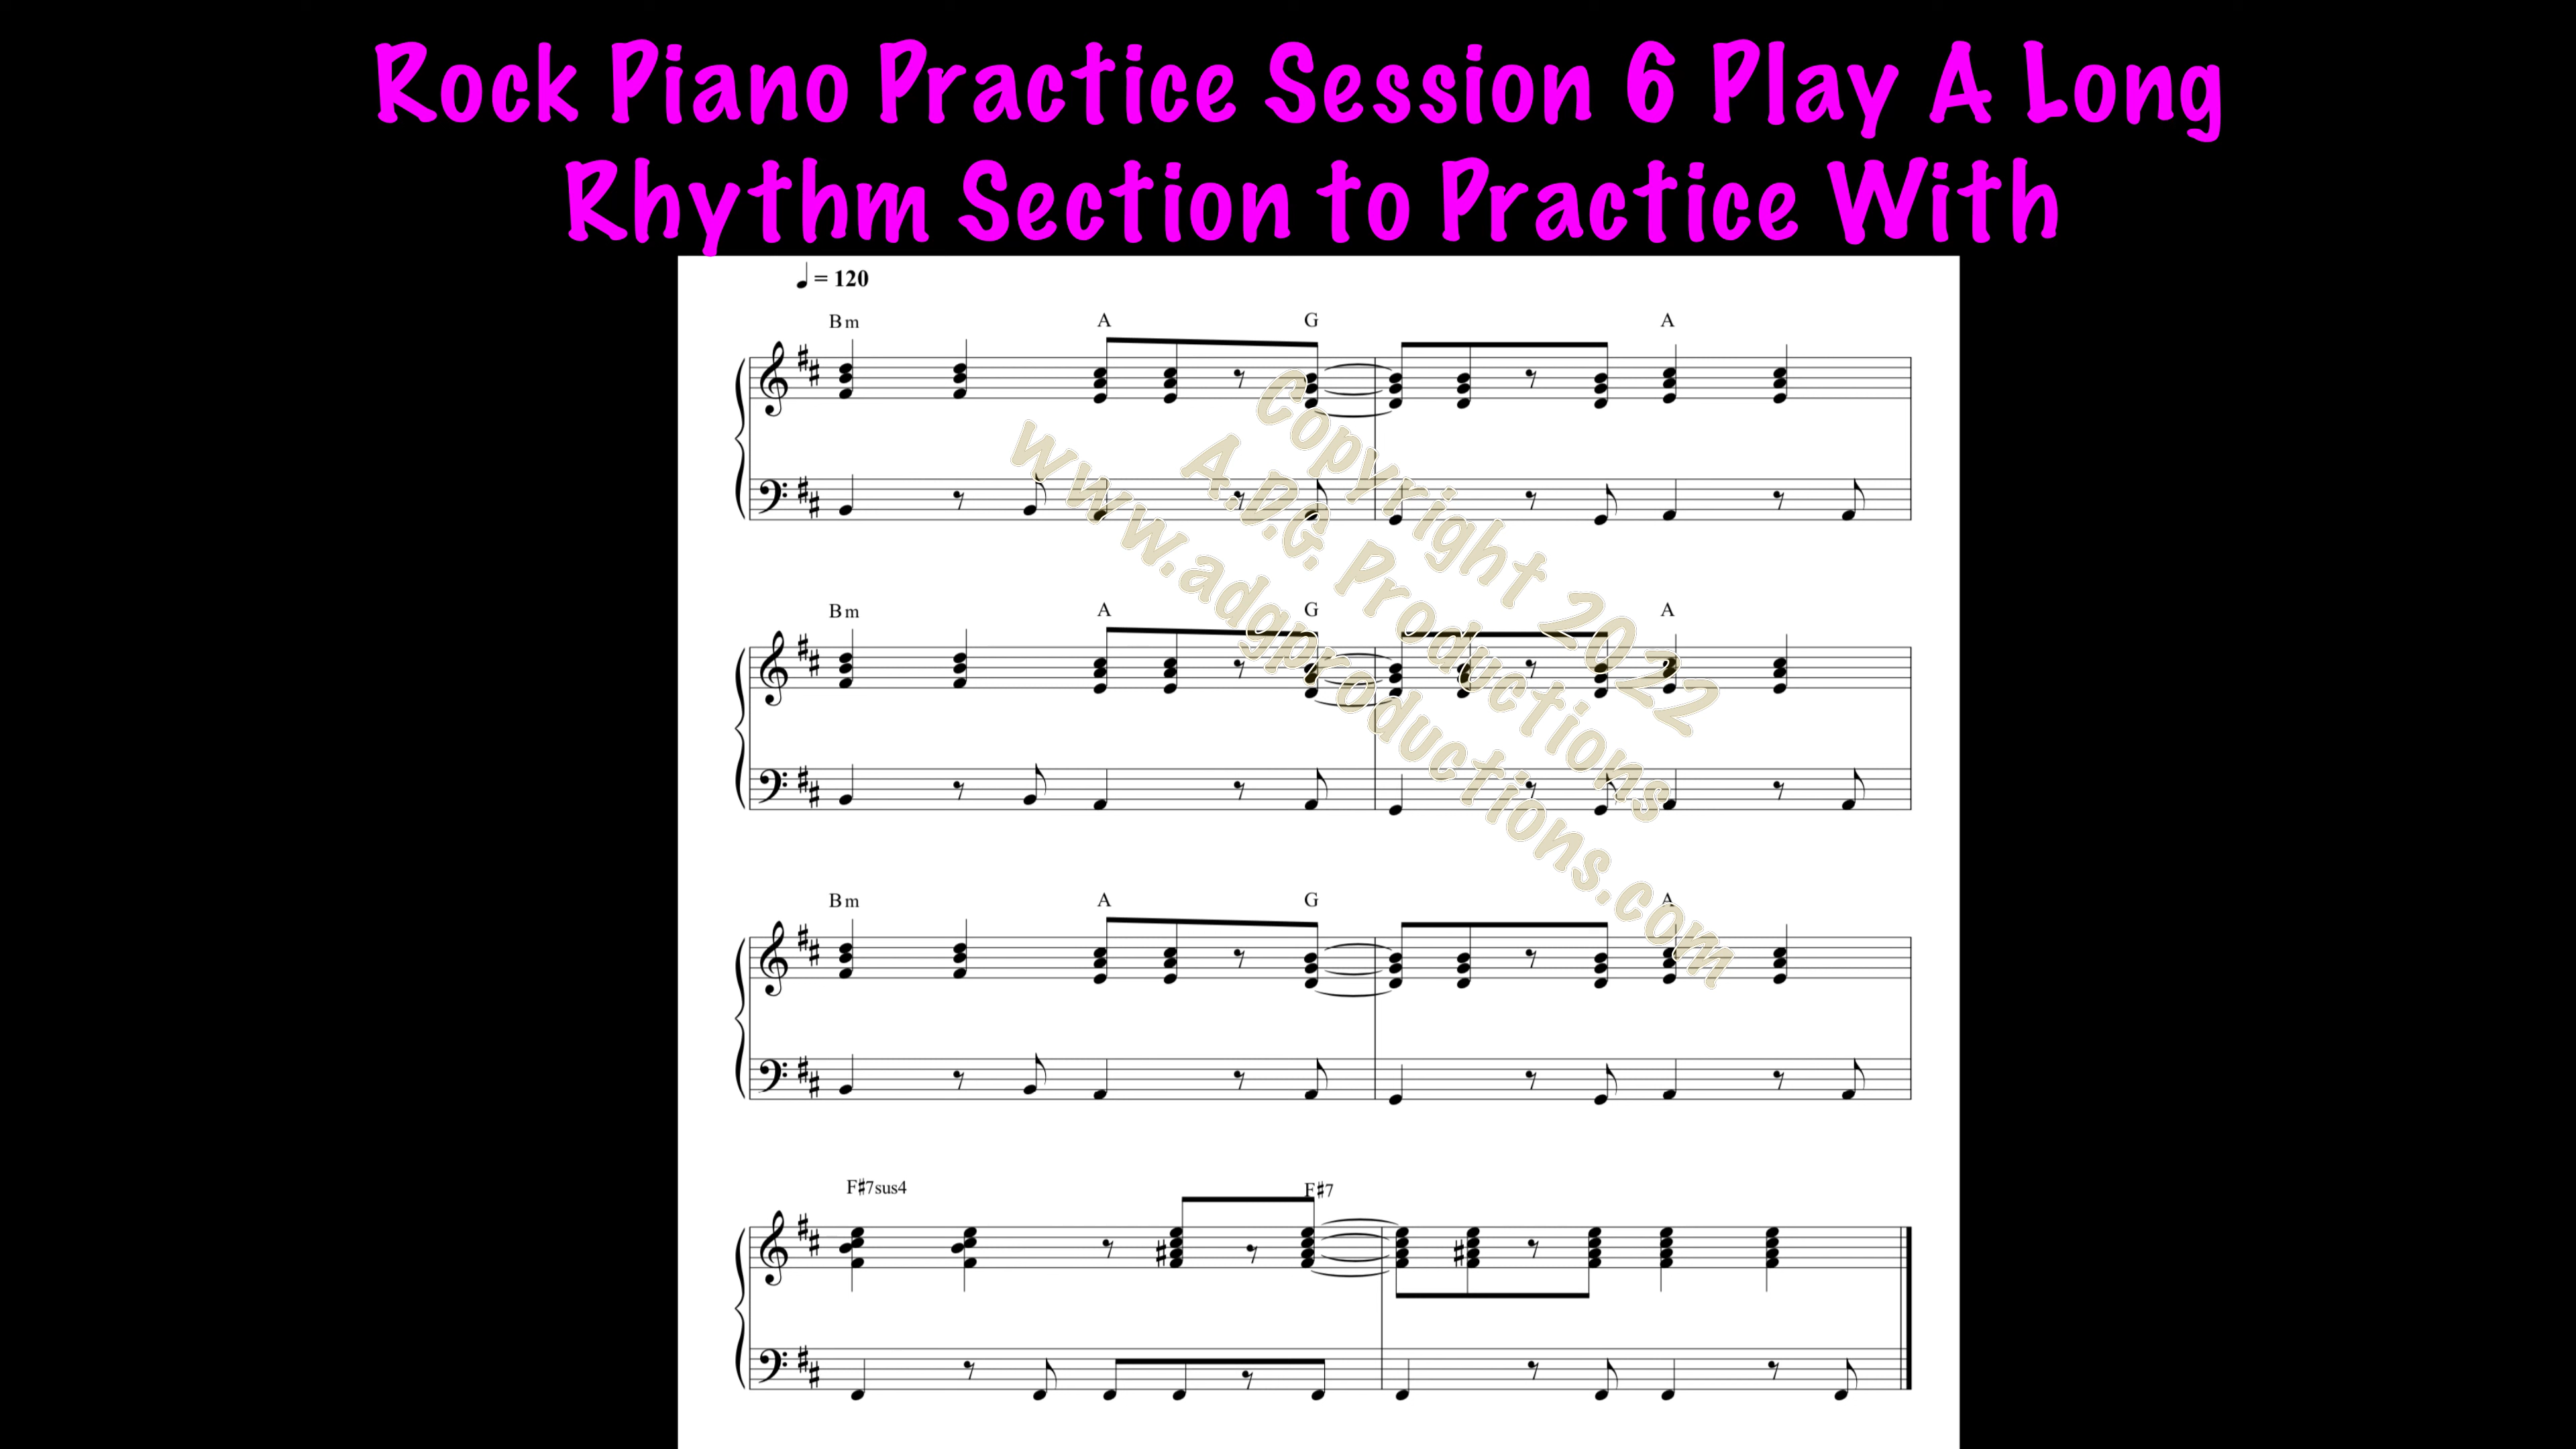 Rock Piano Practice Session 6 Play A Long
Rhythm Section to Practice With
= 120
Bm A G A
Copyright 2022
A.D.G. Productions
www.adgproductions.com
Bm A G A
Bm A G A
F#7sus4 F#7